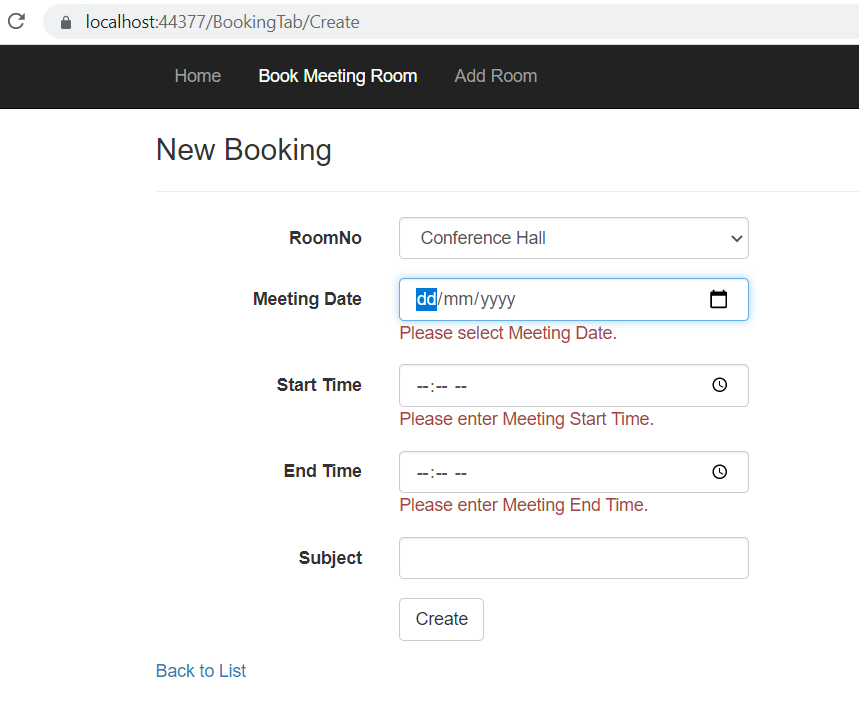 localhost:44377/BookingTab/Create
Home Book Meeting Room Add Room
New Booking
RoomNo Conference Hall
Meeting Date dd/mm/yyyy
Please select Meeting Date.
Start Time --:-- --
Please enter Meeting Start Time.
End Time --:-- --
Please enter Meeting End Time.
Subject
Create
Back to List